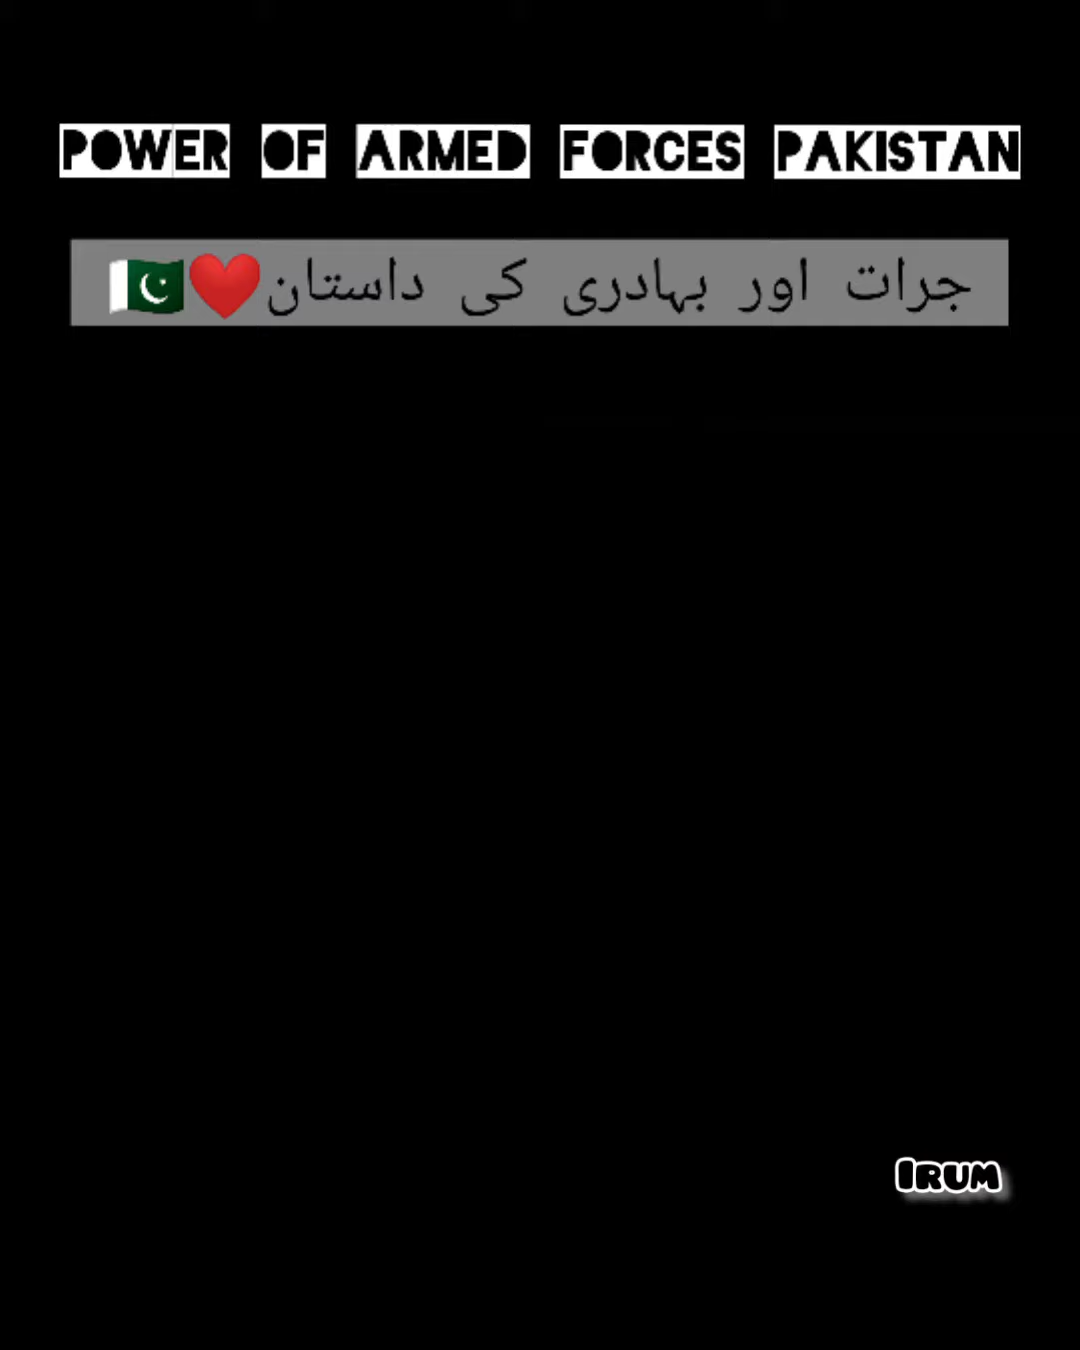 POWER OF ARMED FORCES PAKISTAN
جرات اور بہادری کی داستان❤️🇵🇰
IRUM